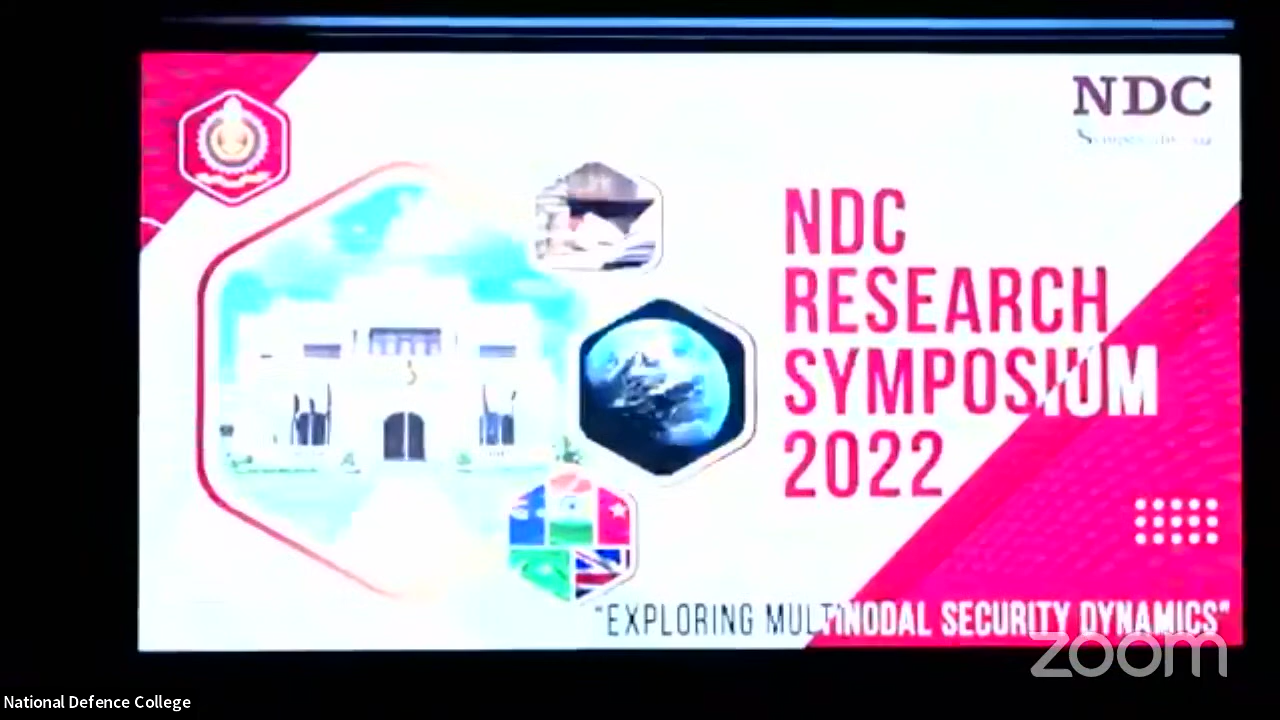 NDC
NDC
RESEARCH
SYMPOSIUM
2022
"EXPLORING MULTINODAL SECURITY DYNAMICS"
zoom
National Defence College